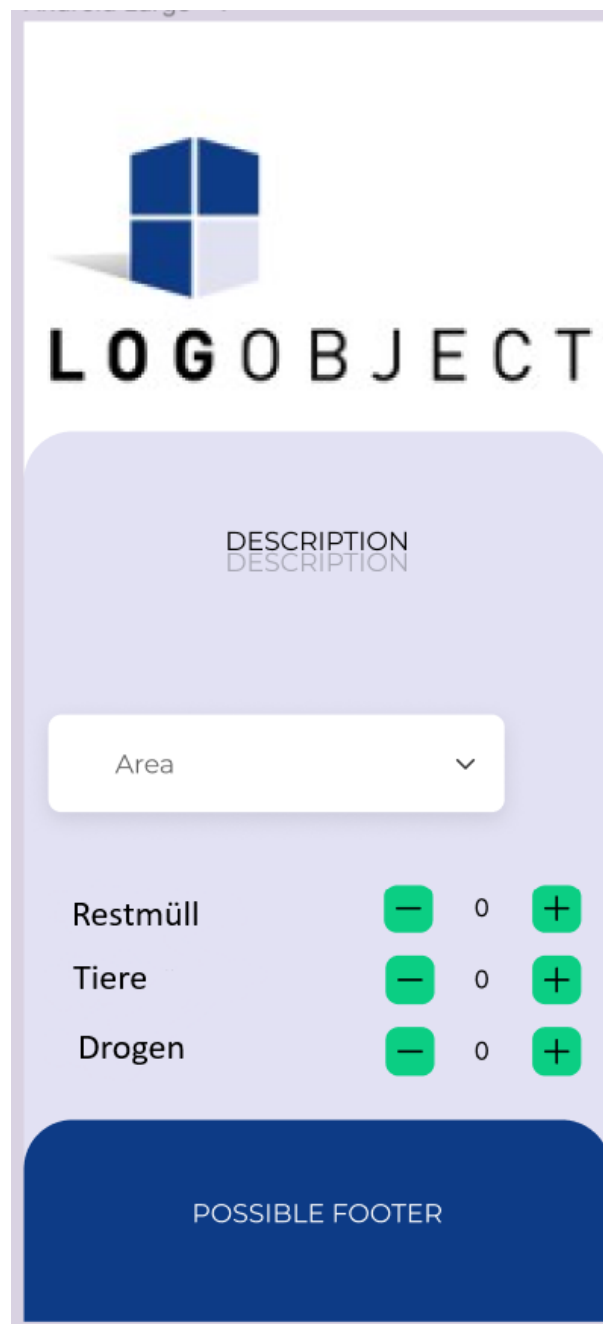 LOGOBJECT
DESCRIPTION
DESCRIPTION
Area
Restmüll 0
Tiere 0
Drogen 0
POSSIBLE FOOTER